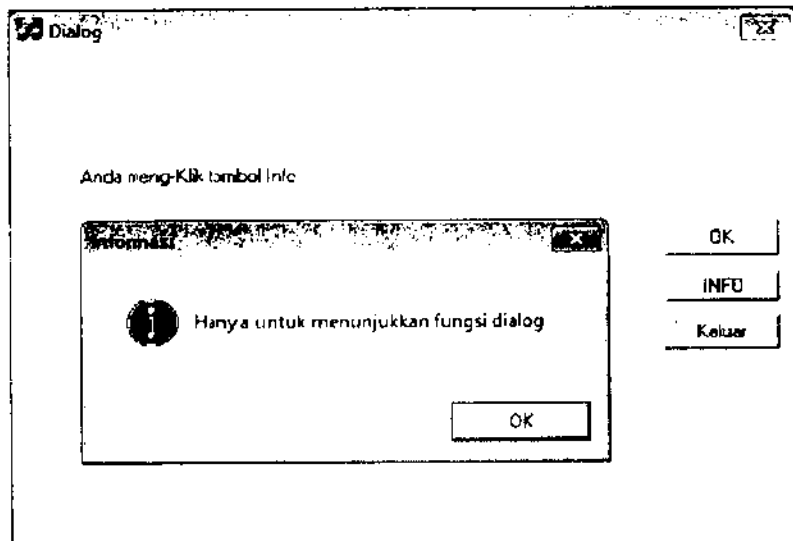 Dialog
Anda meng-Klik tombol Info
Informasi
Hanya untuk menunjukkan fungsi dialog
OK
OK
INFO
Keluar